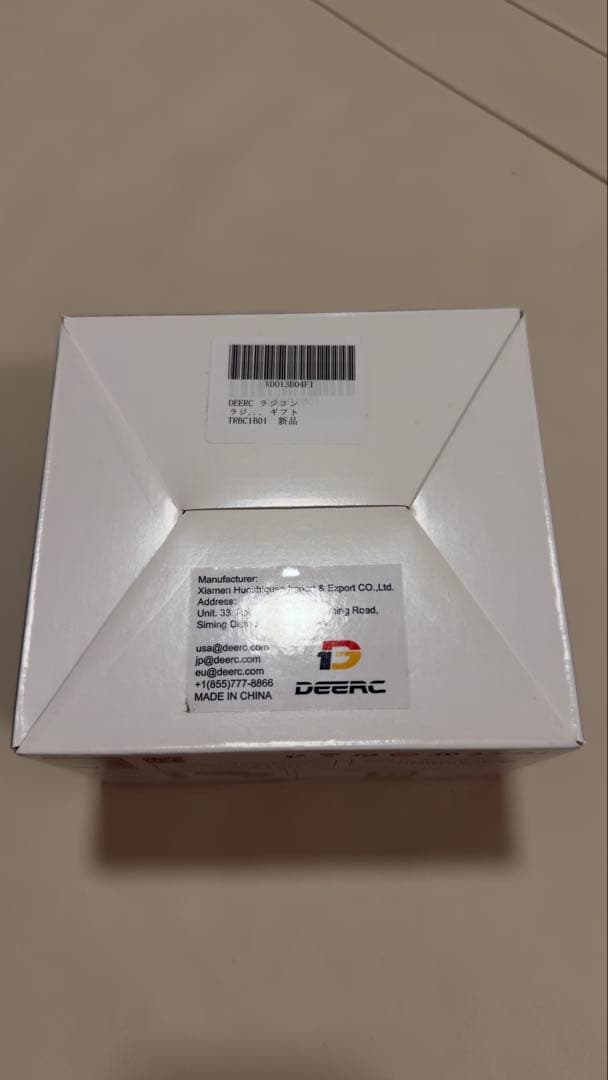 X0013B04F1
DEERC ラジコン
ラジ... ギフト
TRBC1B01 新品
Manufacturer:
Xiamen & Export CO.,Ltd.
Address:
Unit. 33, Road,
Siming
usa@deerc.com
jp@deerc.com
eu@deerc.com
+1(855)777-8866
MADE IN CHINA
DEERC